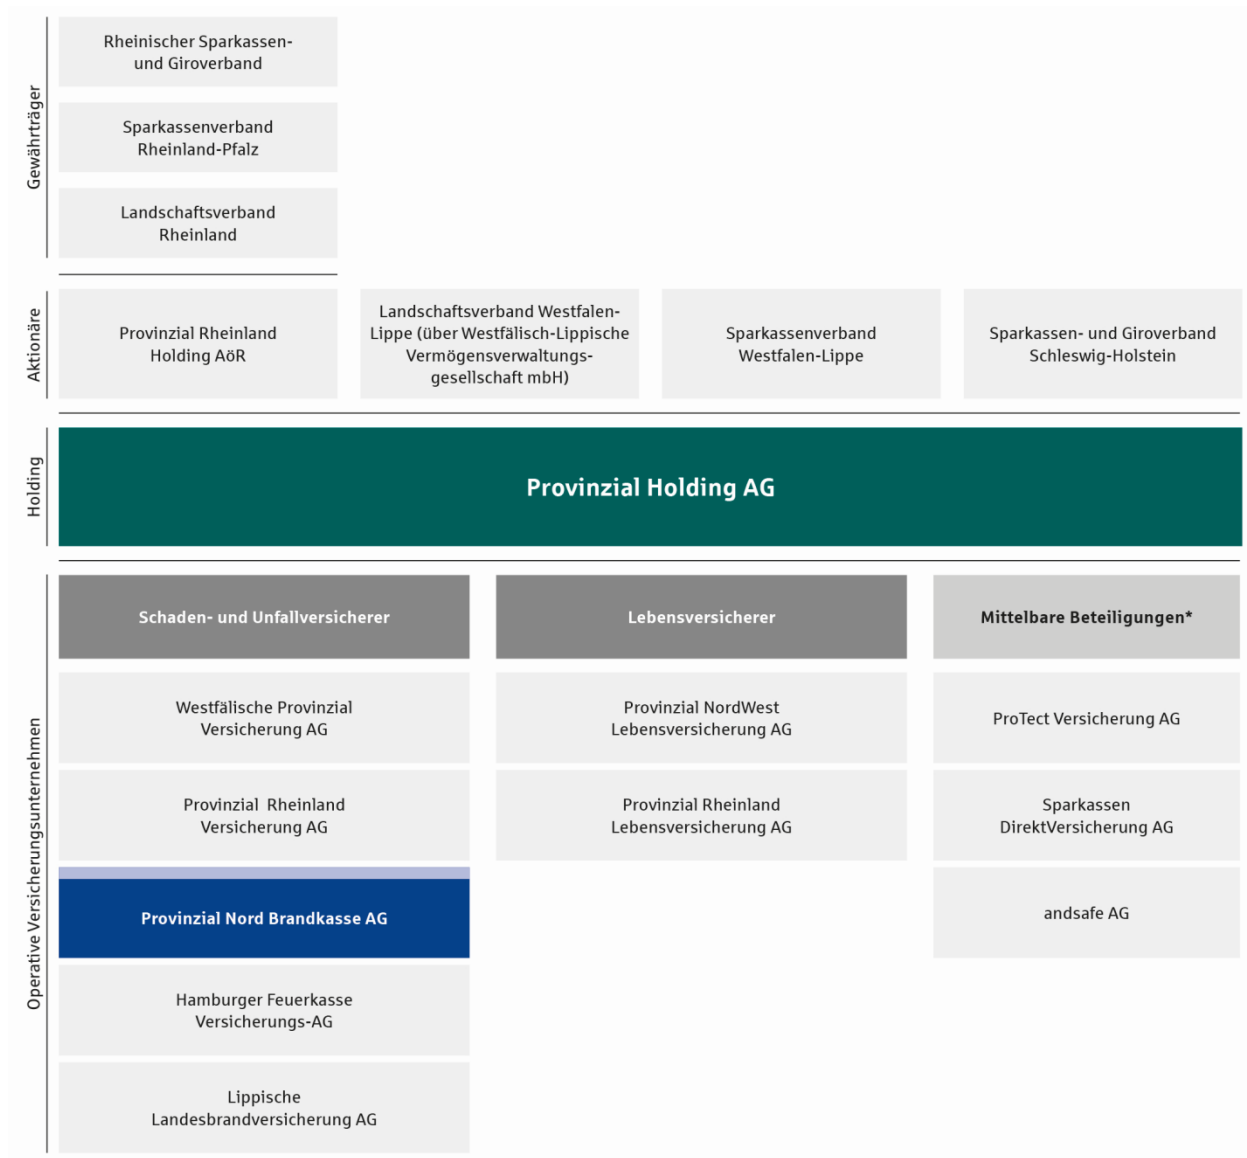 Gewährträger
Rheinischer Sparkassen-
und Giroverband
Sparkassenverband
Rheinland-Pfalz
Landschaftsverband
Rheinland
Aktionäre
Provinzial Rheinland
Holding AöR
Landschaftsverband Westfalen-
Lippe (über Westfälisch-Lippische
Vermögensverwaltungs-
gesellschaft mbH)
Sparkassenverband
Westfalen-Lippe
Sparkassen- und Giroverband
Schleswig-Holstein
Holding
Provinzial Holding AG
Operative Versicherungsunternehmen
Schaden- und Unfallversicherer
Westfälische Provinzial
Versicherung AG
Provinzial Rheinland
Versicherung AG
Provinzial Nord Brandkasse AG
Hamburger Feuerkasse
Versicherungs-AG
Lippische
Landesbrandversicherung AG
Lebensversicherer
Provinzial NordWest
Lebensversicherung AG
Provinzial Rheinland
Lebensversicherung AG
Mittelbare Beteiligungen*
ProTect Versicherung AG
Sparkassen
DirektVersicherung AG
andsafe AG